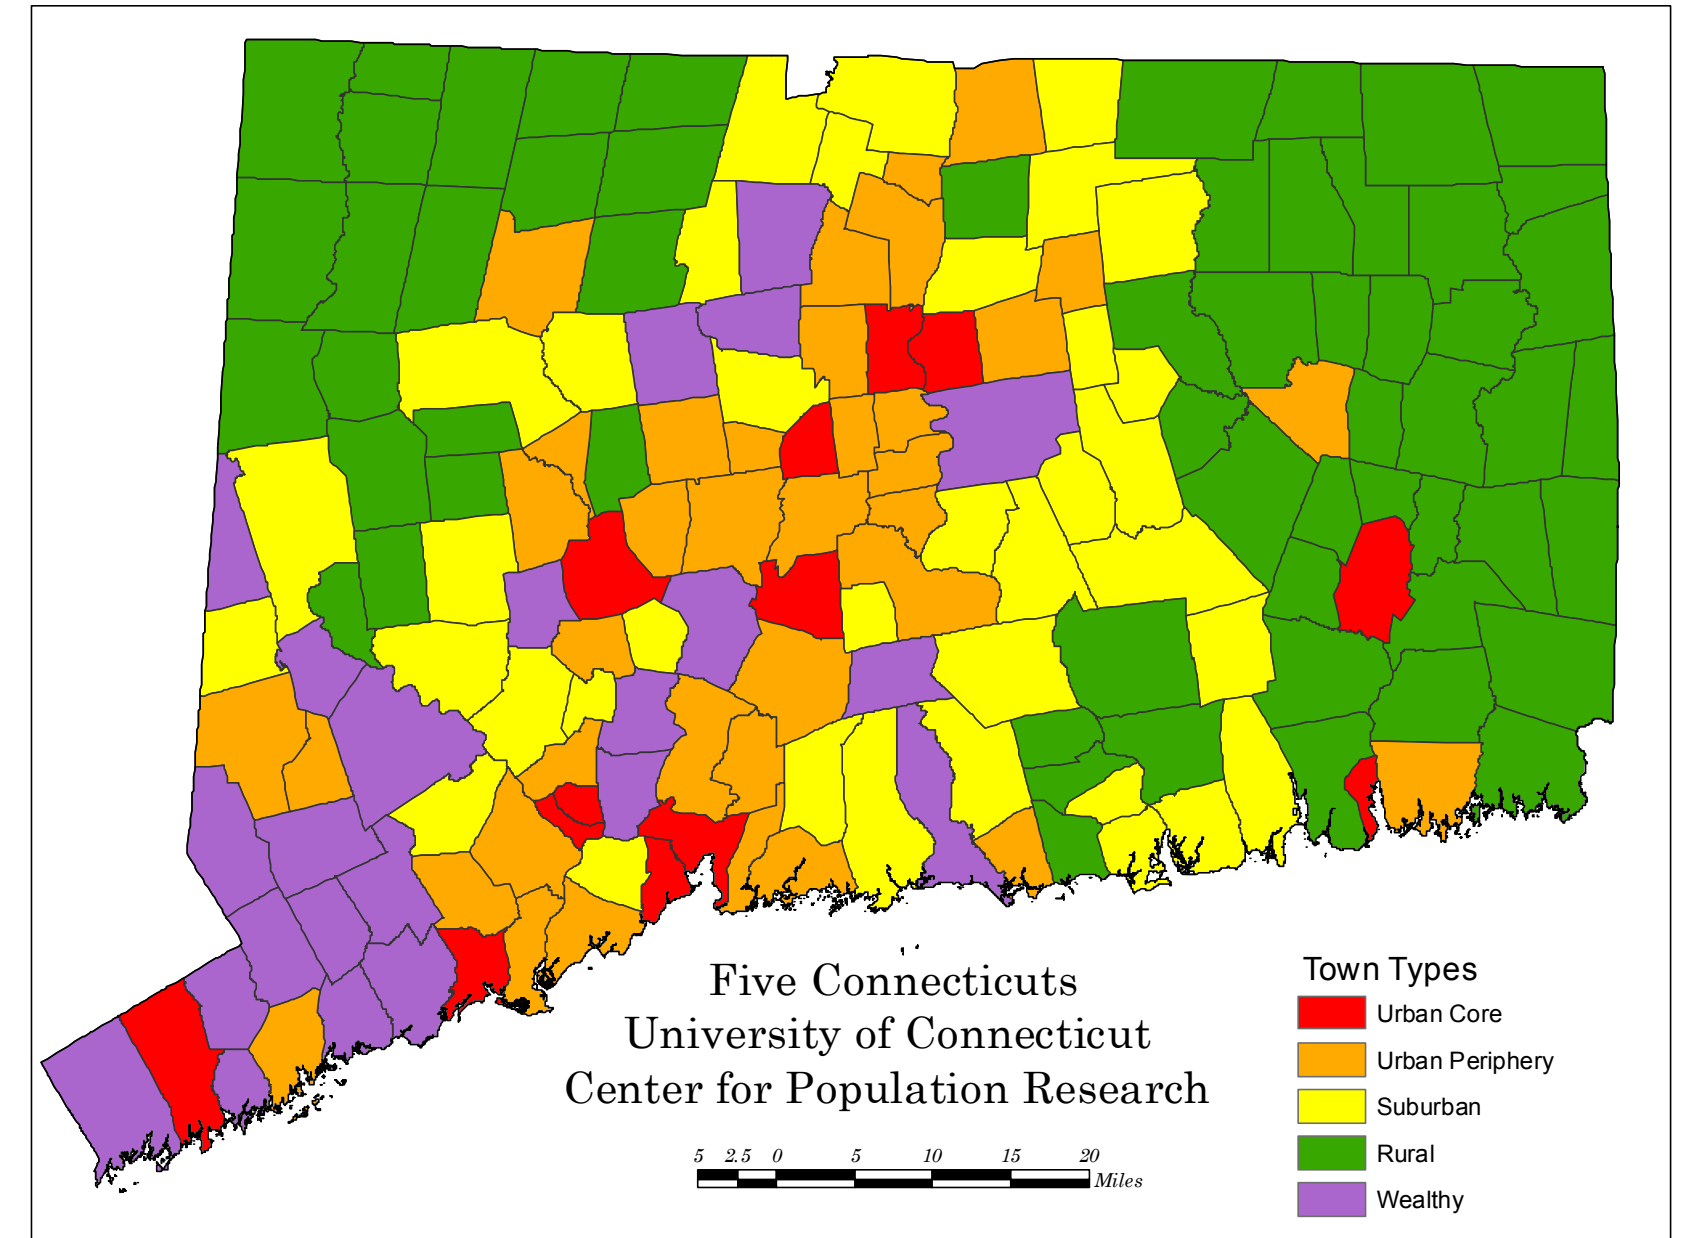 Five Connecticuts
University of Connecticut
Center for Population Research
5 2.5 0 5 10 15 20
Miles
Town Types
Urban Core
Urban Periphery
Suburban
Rural
Wealthy